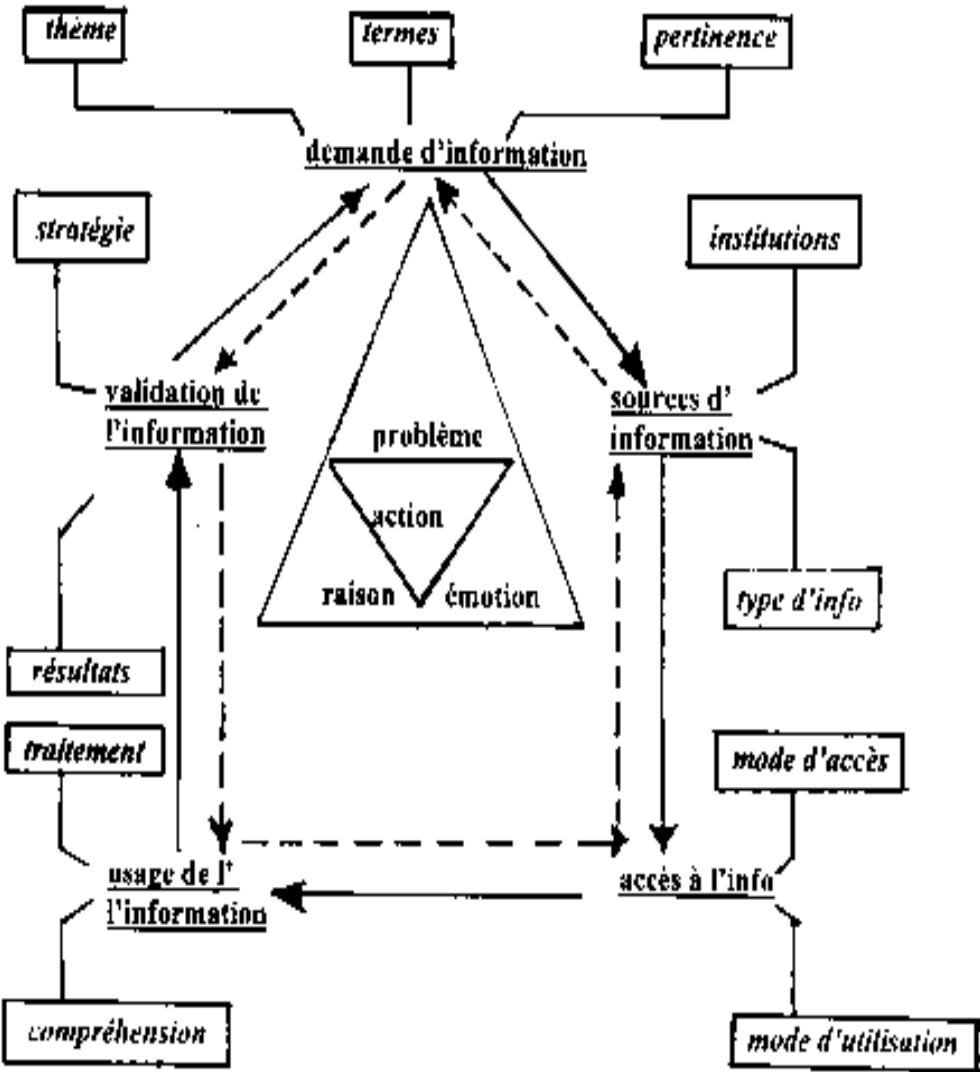 thème
termes
pertinence
demande d'information
stratégie
institutions
validation de
l'information
sources d'
information
problème
action
raison
émotion
type d'info
résultats
traitement
mode d'accès
usage de l'
l'information
accès à l'info
compréhension
mode d'utilisation